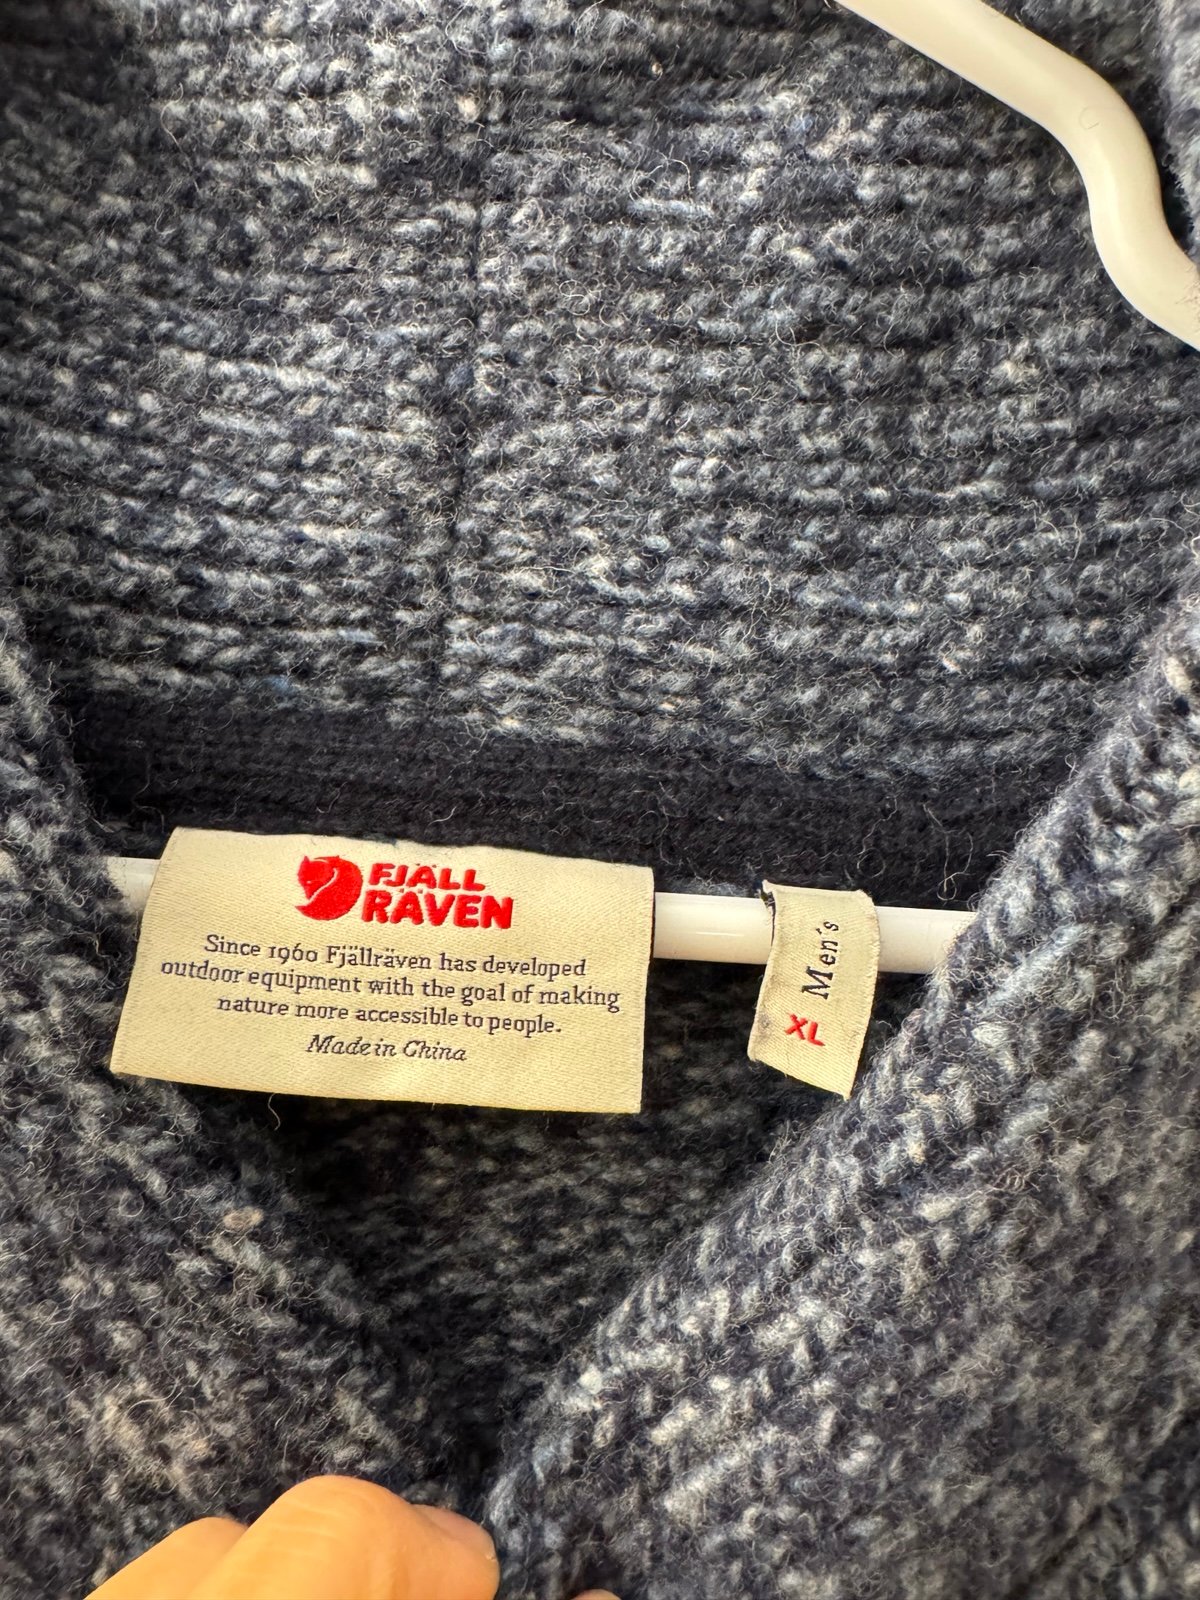 FJÄLL
RÄVEN
Since 1960 Fjällräven has developed
outdoor equipment with the goal of making
nature more accessible to people.
Made in China
Men's
XL